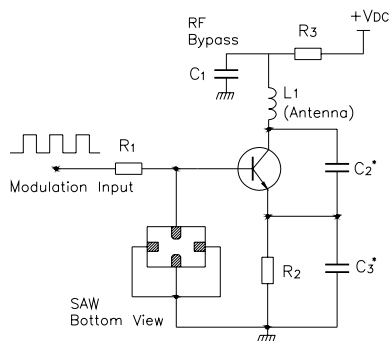 +VDC
RF
Bypass
R3
C1
L1
(Antenna)
R1
Modulation Input
C2*
SAW
Bottom View
R2
C3*